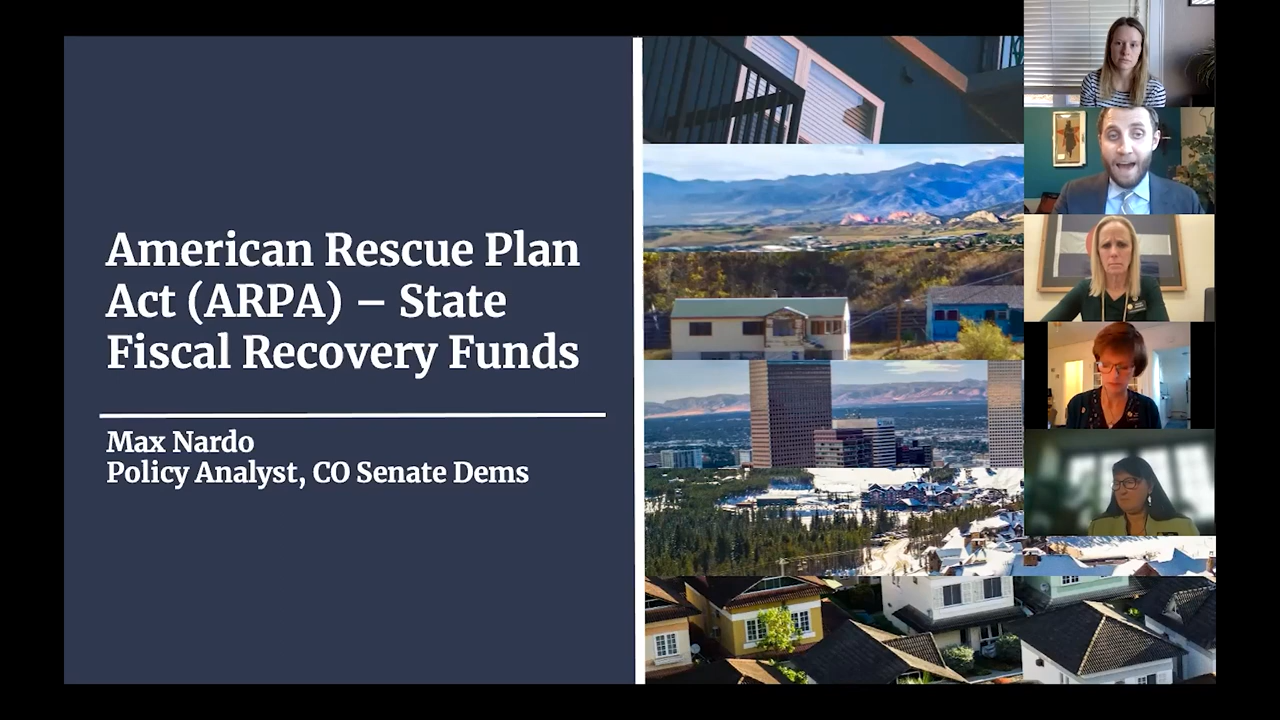 American Rescue Plan
Act (ARPA) – State
Fiscal Recovery Funds
Max Nardo
Policy Analyst, CO Senate Dems